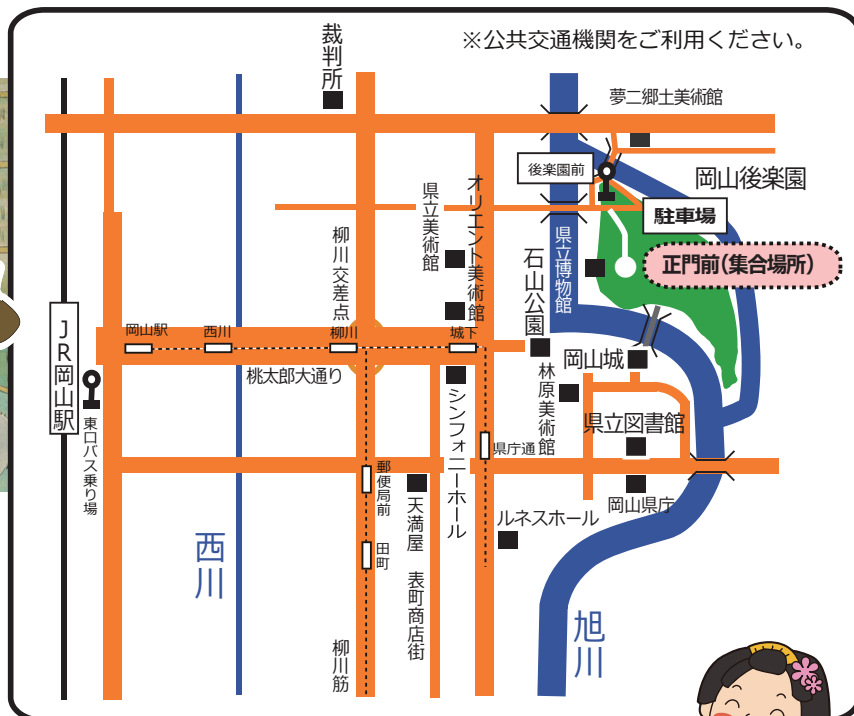 ※公共交通機関をご利用ください。
裁判所
夢二郷土美術館
後楽園前
岡山後楽園
駐車場
正門前(集合場所)
県立博物館
オリエント美術館
県立美術館
柳川交差点
石山公園
岡山駅
西川
柳川
城下
桃太郎大通り
JR岡山駅
東口バス乗り場
シンフォニーホール
岡山城
林原美術館
県立図書館
県庁通
岡山県庁
郵便局前
天満屋
表町商店街
ルネスホール
田町
西川
旭川
柳川筋